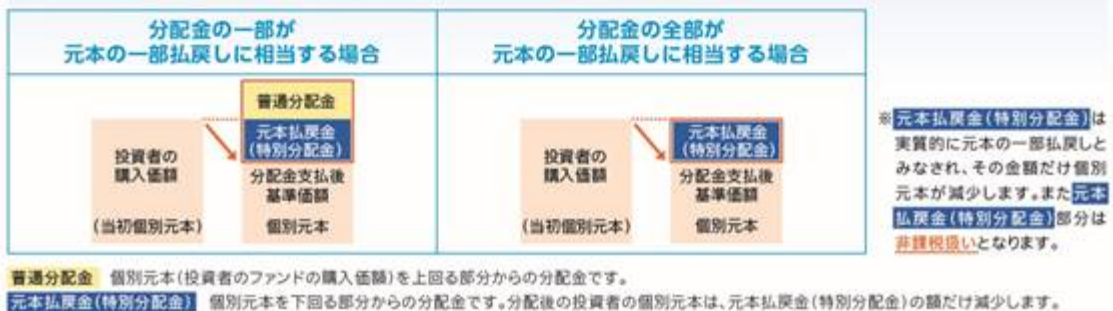 分配金の一部が
元本の一部払戻しに相当する場合
普通分配金
元本払戻金
(特別分配金)
投資者の
購入価額
(当初個別元本)
分配金支払後
基準価額
個別元本
分配金の全部が
元本の一部払戻しに相当する場合
元本払戻金
(特別分配金)
投資者の
購入価額
(当初個別元本)
分配金支払後
基準価額
個別元本
※元本払戻金(特別分配金)は
実質的に元本の一部払戻しと
みなされ、その金額だけ個別
元本が減少します。また元本
払戻金(特別分配金)部分は
非課税扱いとなります。
普通分配金 個別元本(投資者のファンドの購入価額)を上回る部分からの分配金です。
元本払戻金(特別分配金) 個別元本を下回る部分からの分配金です。分配後の投資者の個別元本は、元本払戻金(特別分配金)の額だけ減少します。